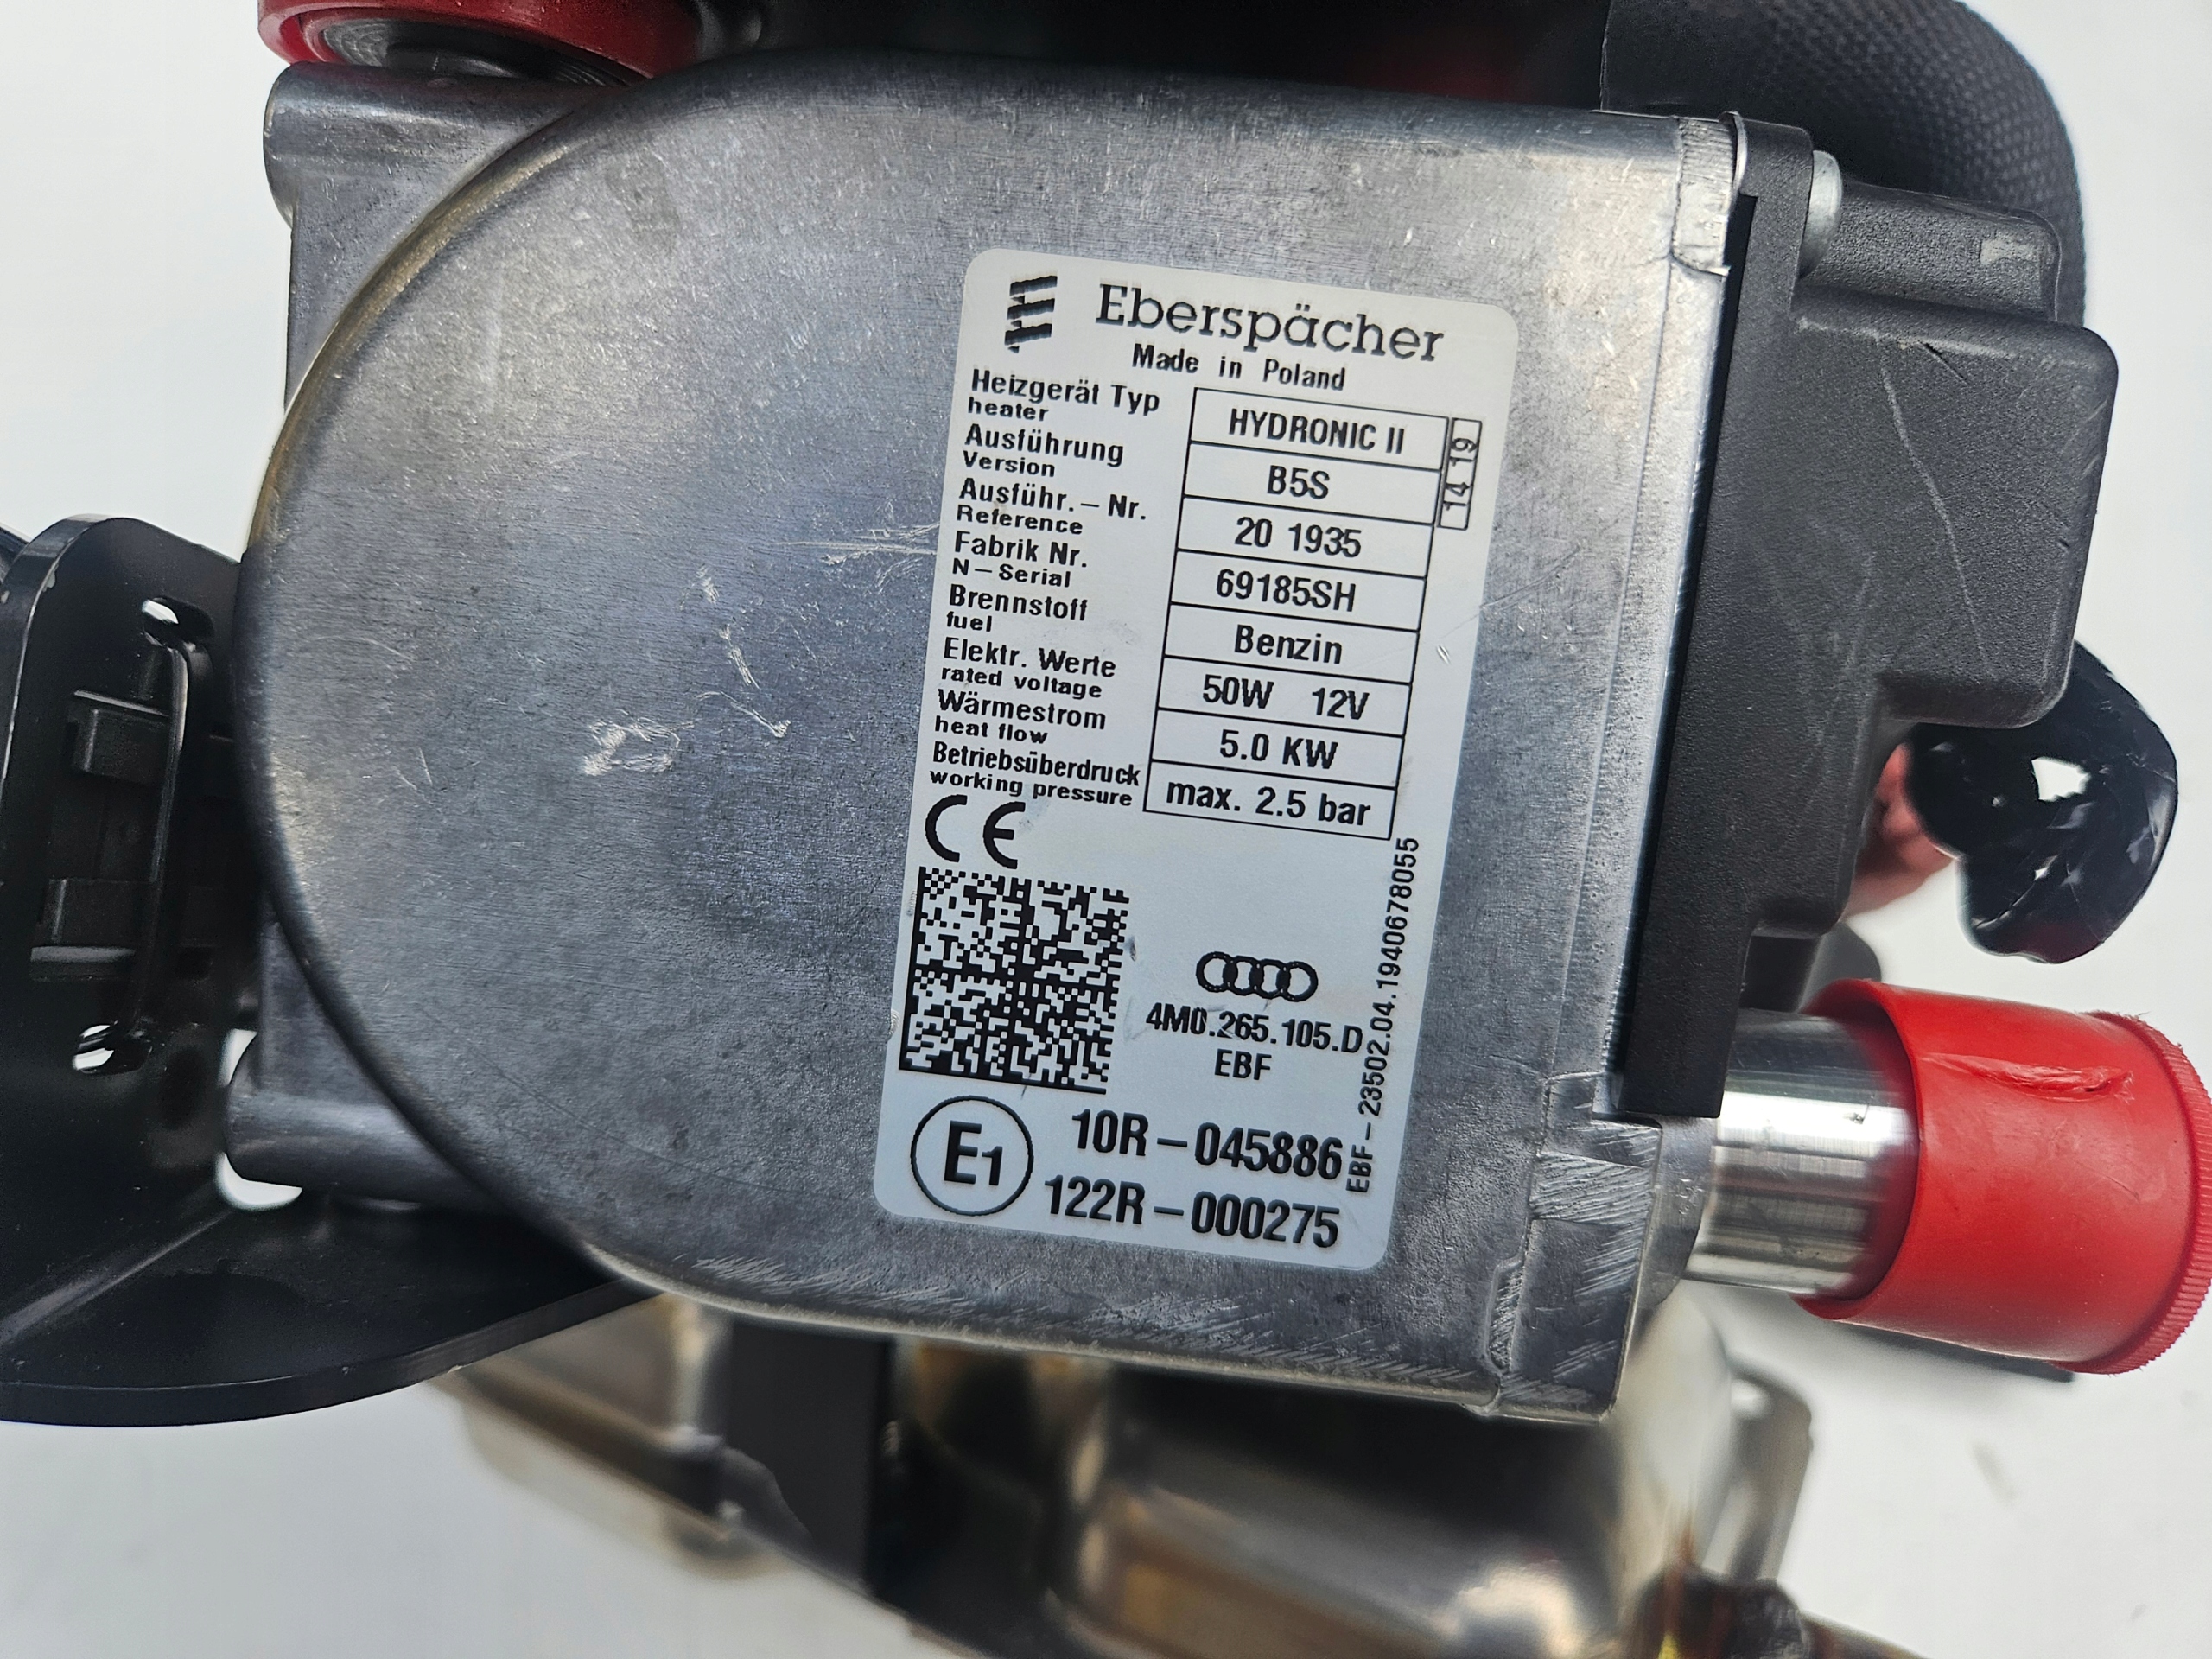 Eberspächer
Made in Poland
Heizgerät Typ
heater
HYDRONIC II
Ausführung
Version
B5S
Ausführ.-Nr.
Reference
20 1935
Fabrik Nr.
N-Serial
69185SH
Brennstoff
fuel
Benzin
Elektr. Werte
rated voltage
50W 12V
Wärmestrom
heat flow
5.0 KW
Betriebsüberdruck
working pressure
max. 2.5 bar
14 19
CE
4M0.265.105.D
EBF
EBF-23502.04.1940678055
E1
10R-045886
122R-000275